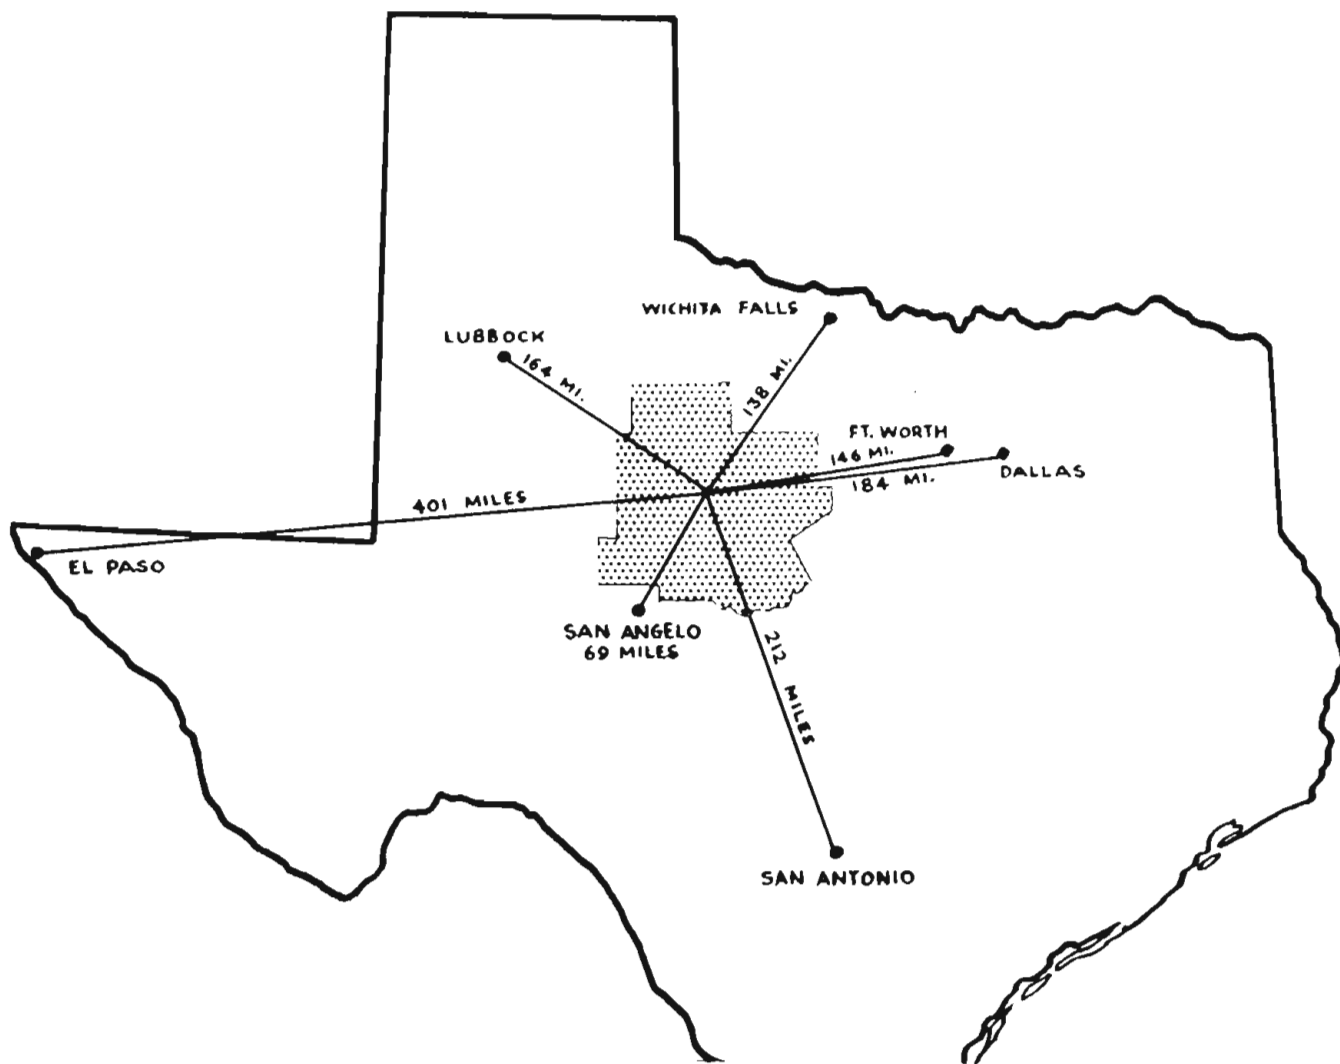 WICHITA FALLS
LUBBOCK
164 MI.
138 MI.
FT. WORTH
146 MI.
DALLAS
184 MI.
401 MILES
EL PASO
SAN ANGELO
69 MILES
212 MILES
SAN ANTONIO